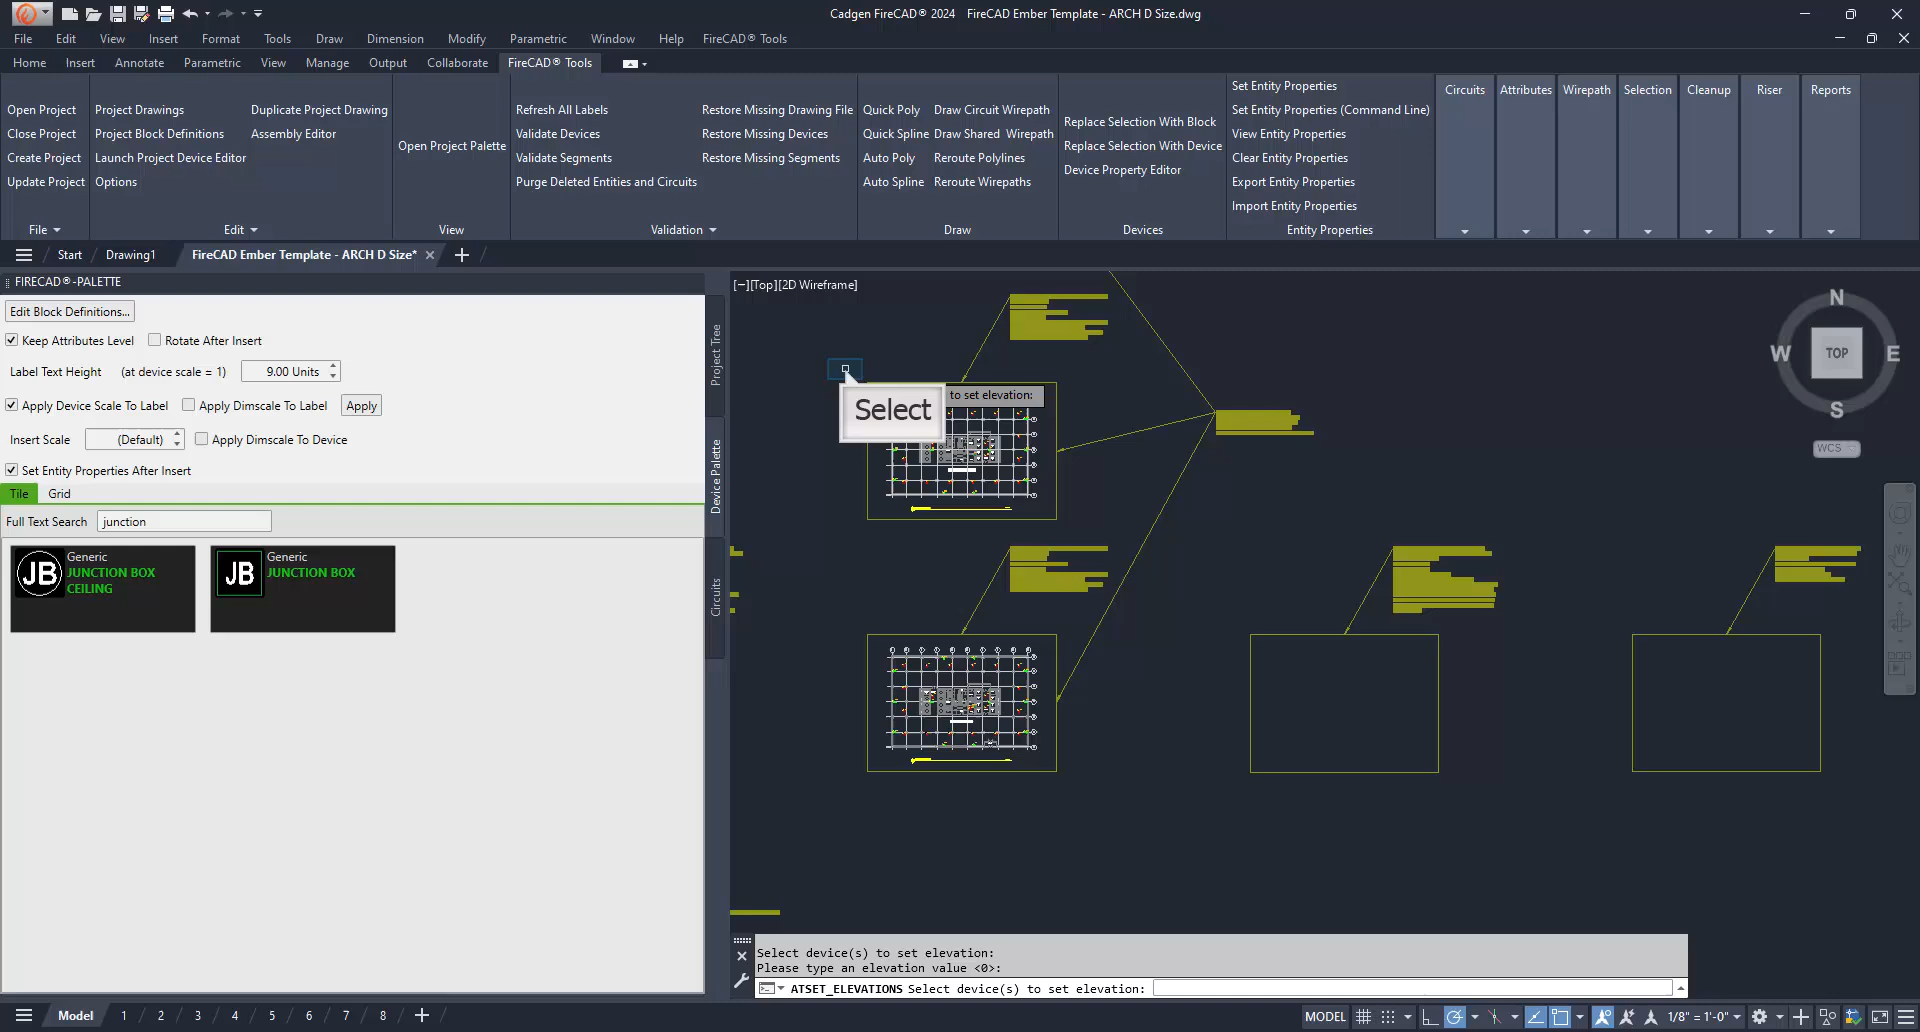 Cadgen FireCAD® 2024 FireCAD Ember Template - ARCH D Size.dwg
File Edit View Insert Format Tools Draw Dimension Modify Parametric Window Help FireCAD® Tools
Home Insert Annotate Parametric View Manage Output Collaborate FireCAD® Tools
Open Project
Close Project
Create Project
Update Project
File
Project Drawings
Project Block Definitions
Launch Project Device Editor
Options
Duplicate Project Drawing
Assembly Editor
Edit
Open Project Palette
View
Refresh All Labels
Validate Devices
Validate Segments
Purge Deleted Entities and Circuits
Restore Missing Drawing File
Restore Missing Devices
Restore Missing Segments
Validation
Quick Poly
Quick Spline
Auto Poly
Auto Spline
Draw Circuit Wirepath
Draw Shared Wirepath
Reroute Polylines
Reroute Wirepaths
Draw
Replace Selection With Block
Replace Selection With Device
Device Property Editor
Devices
Set Entity Properties
Set Entity Properties (Command Line)
View Entity Properties
Clear Entity Properties
Export Entity Properties
Import Entity Properties
Entity Properties
Circuits Attributes Wirepath Selection Cleanup Riser Reports
Start Drawing1 FireCAD Ember Template - ARCH D Size*
FIRECAD®-PALETTE
Edit Block Definitions...
Keep Attributes Level Rotate After Insert
Label Text Height (at device scale = 1) 9.00 Units
Apply Device Scale To Label Apply Dimscale To Label Apply
Insert Scale (Default) Apply Dimscale To Device
Set Entity Properties After Insert
Tile Grid
Full Text Search junction
JB Generic
JUNCTION BOX
CEILING
JB Generic
JUNCTION BOX
Project Tree
Device Palette
Circuits
[−][Top][2D Wireframe]
to set elevation:
Select
N
W TOP E
S
WCS
Select device(s) to set elevation:
Please type an elevation value <0>:
ATSET_ELEVATIONS Select device(s) to set elevation:
Model 1 2 3 4 5 6 7 8
MODEL 1/8" = 1'-0"